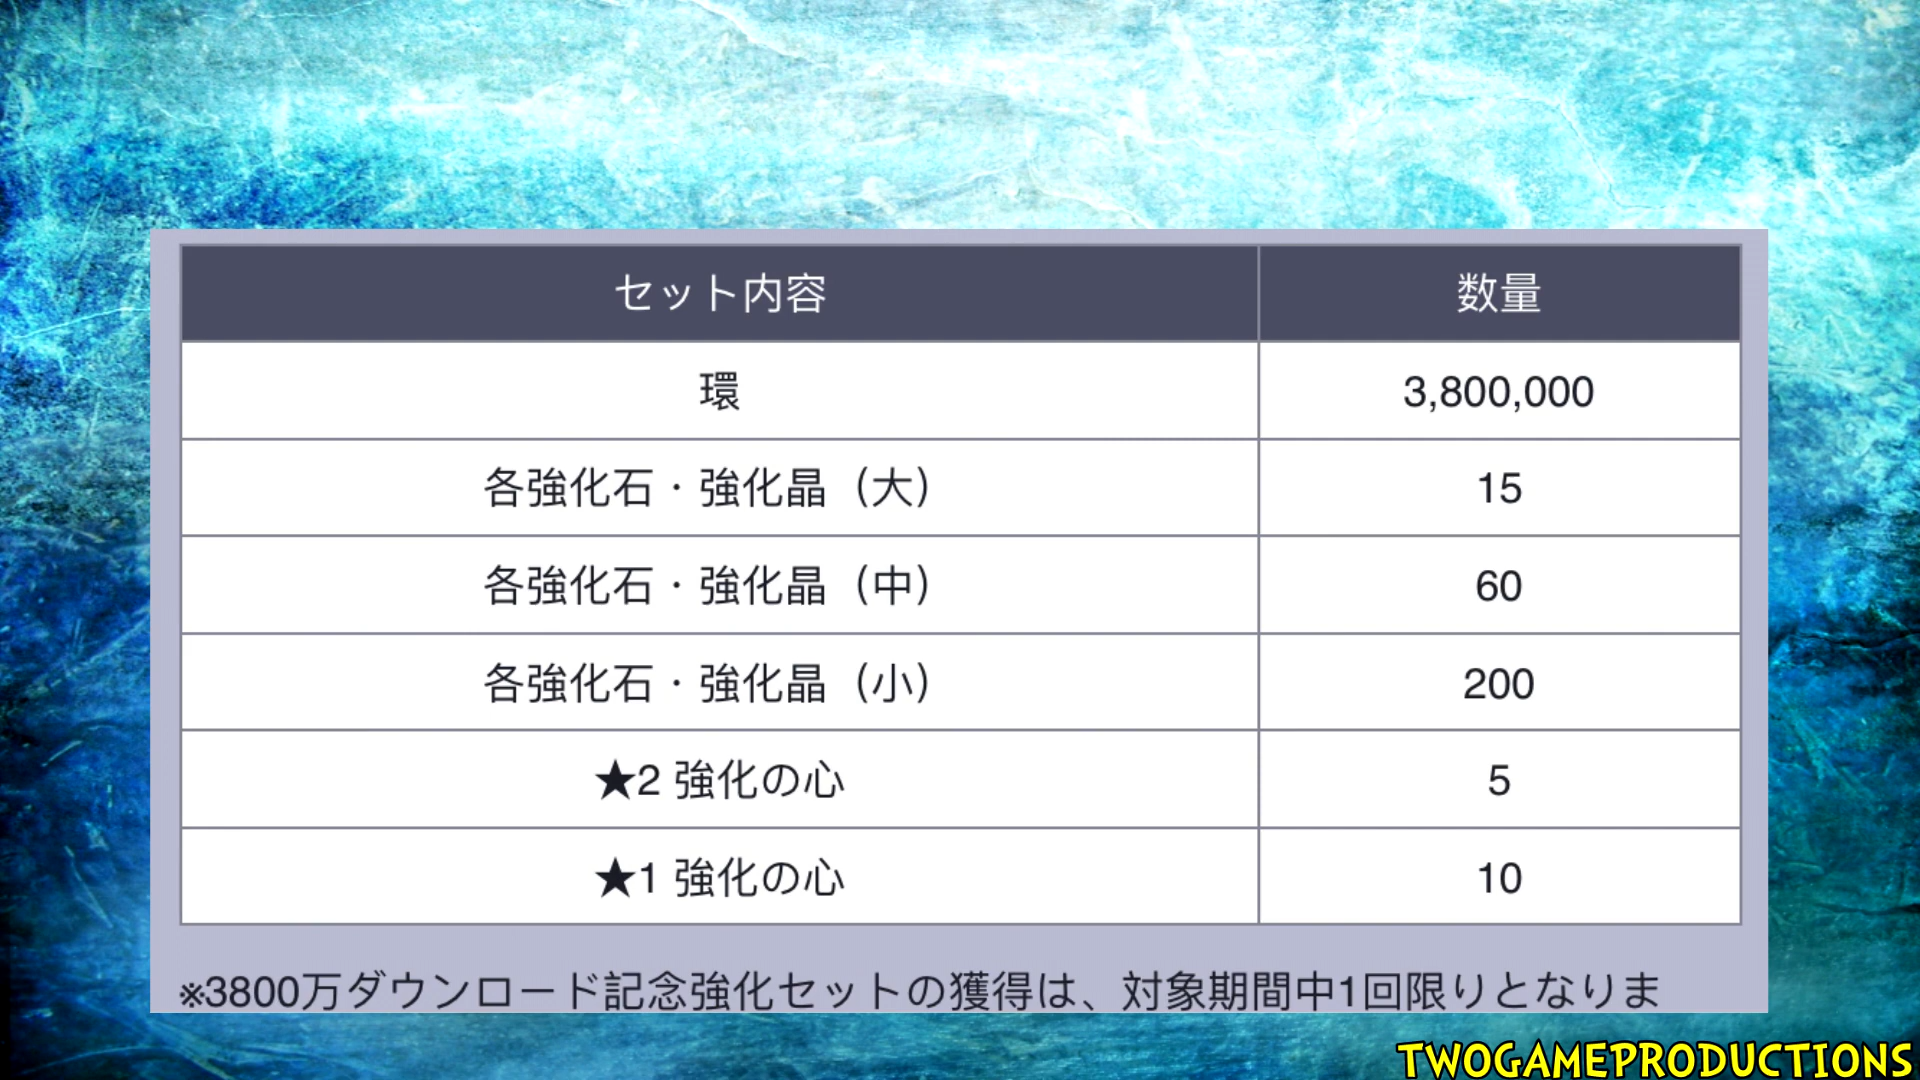 セット内容 数量
環 3,800,000
各強化石・強化晶（大） 15
各強化石・強化晶（中） 60
各強化石・強化晶（小） 200
★2 強化の心 5
★1 強化の心 10
※3800万ダウンロード記念強化セットの獲得は、対象期間中1回限りとなりま
TWOGAMEPRODUCTIONS